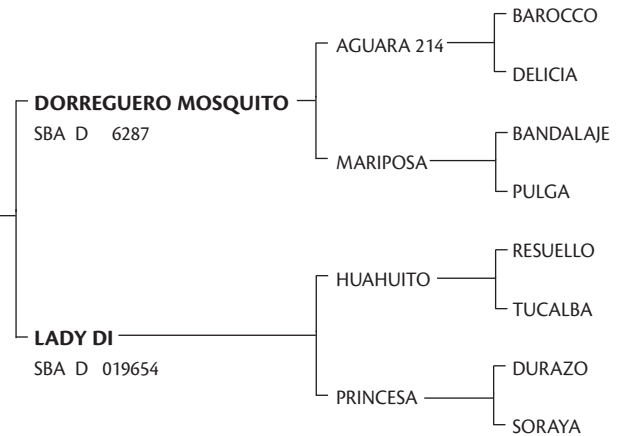 BAROCCO
AGUARA 214
DELICIA
DORREGUERO MOSQUITO
SBA D 6287
BANDALAJE
MARIPOSA
PULGA
RESUELLO
HUAHUITO
TUCALBA
LADY DI
SBA D 019654
DURAZO
PRINCESA
SORAYA